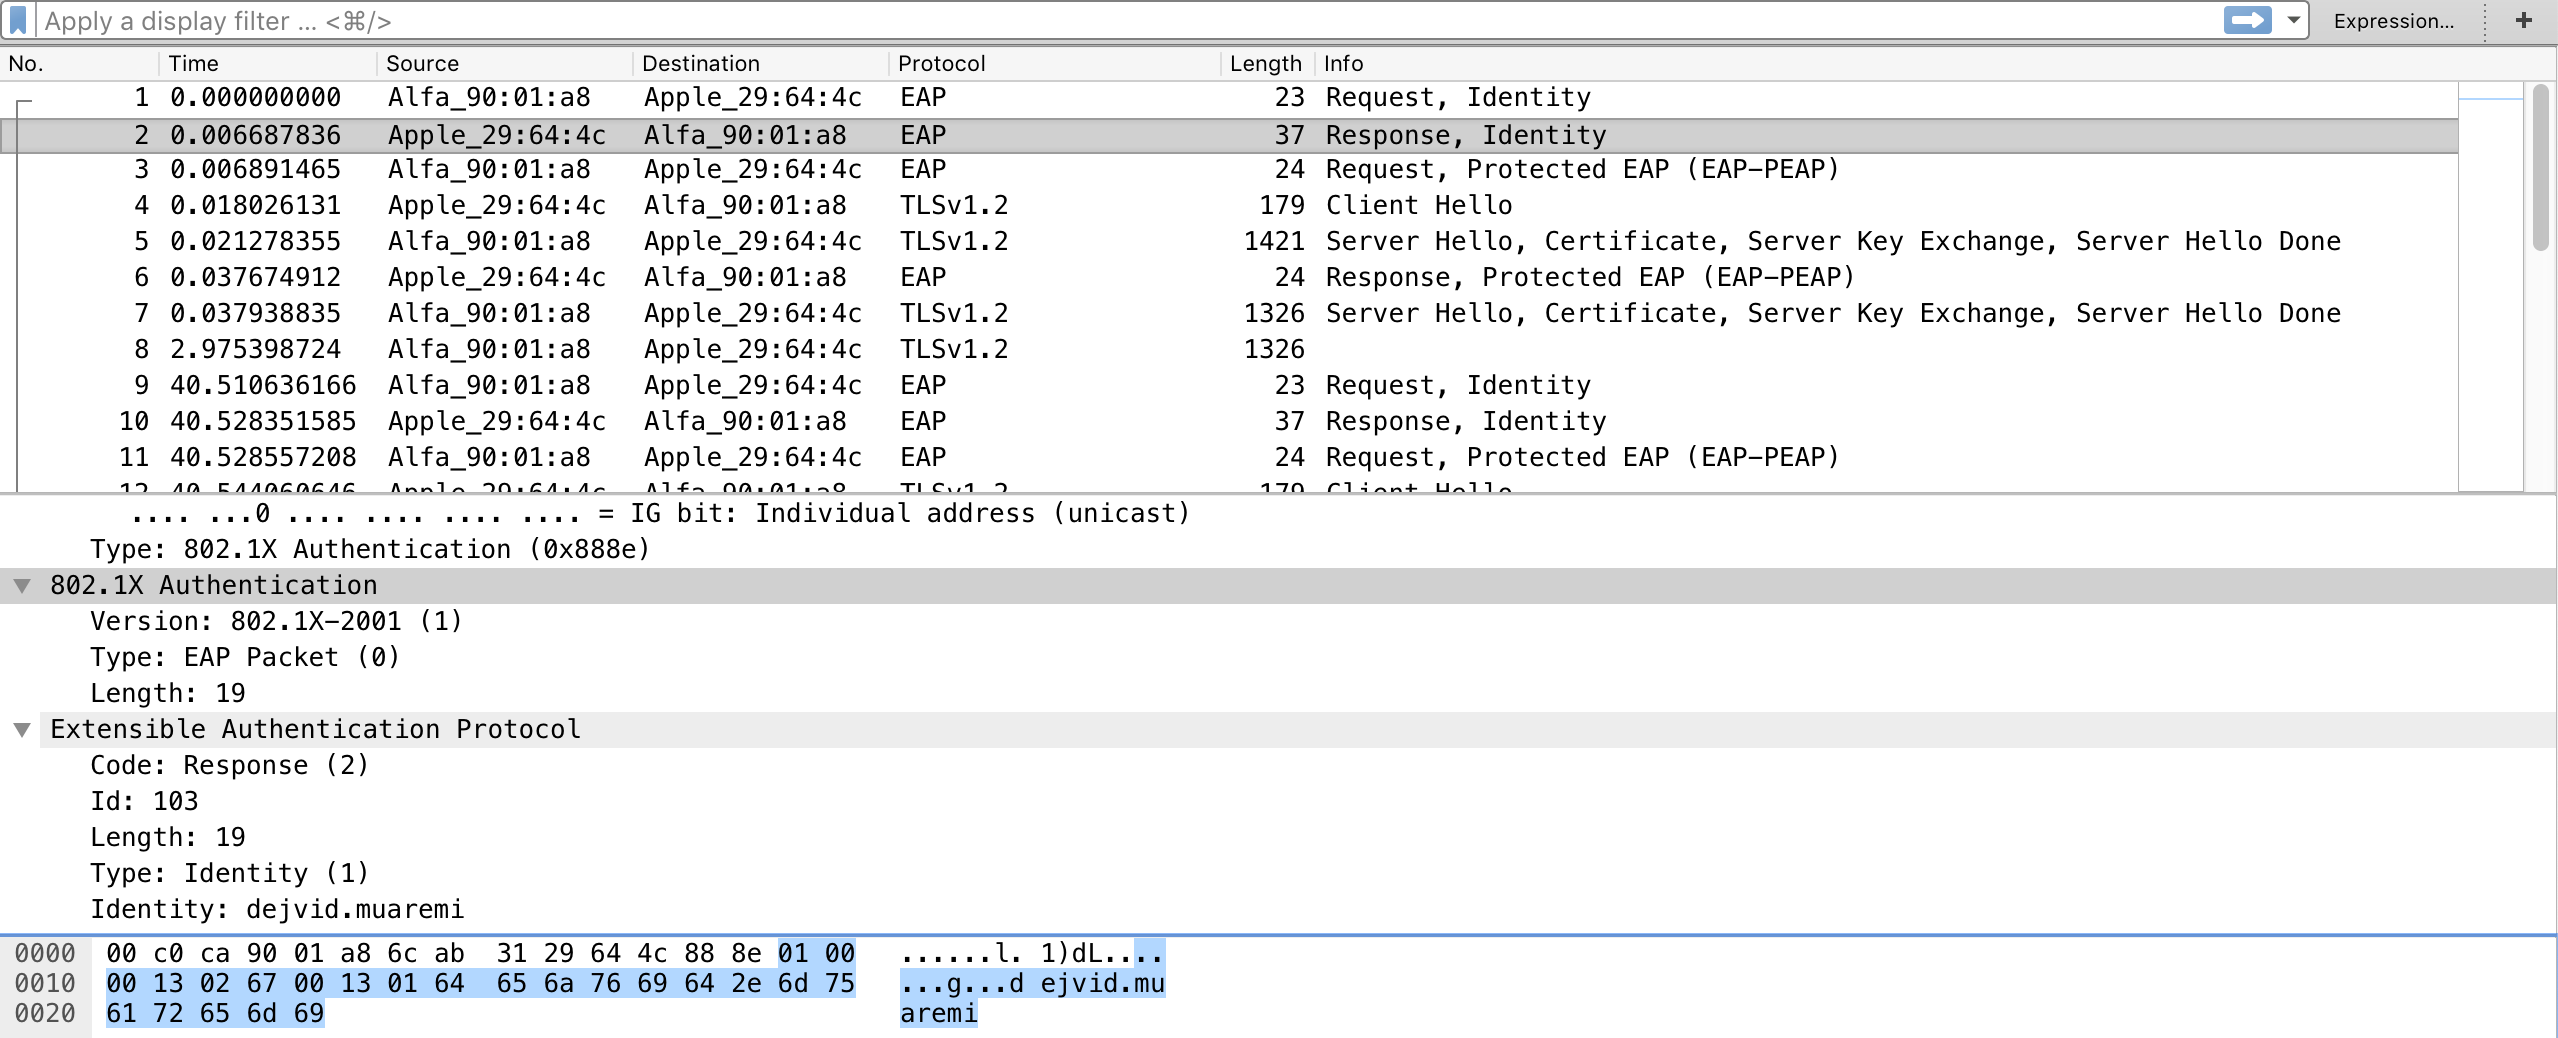 Apply a display filter ... <⌘/> Expression... +
No. Time Source Destination Protocol Length Info
1 0.000000000 Alfa_90:01:a8 Apple_29:64:4c EAP 23 Request, Identity
2 0.006687836 Apple_29:64:4c Alfa_90:01:a8 EAP 37 Response, Identity
3 0.006891465 Alfa_90:01:a8 Apple_29:64:4c EAP 24 Request, Protected EAP (EAP-PEAP)
4 0.018026131 Apple_29:64:4c Alfa_90:01:a8 TLSv1.2 179 Client Hello
5 0.021278355 Alfa_90:01:a8 Apple_29:64:4c TLSv1.2 1421 Server Hello, Certificate, Server Key Exchange, Server Hello Done
6 0.037674912 Apple_29:64:4c Alfa_90:01:a8 EAP 24 Response, Protected EAP (EAP-PEAP)
7 0.037938835 Alfa_90:01:a8 Apple_29:64:4c TLSv1.2 1326 Server Hello, Certificate, Server Key Exchange, Server Hello Done
8 2.975398724 Alfa_90:01:a8 Apple_29:64:4c TLSv1.2 1326
9 40.510636166 Alfa_90:01:a8 Apple_29:64:4c EAP 23 Request, Identity
10 40.528351585 Apple_29:64:4c Alfa_90:01:a8 EAP 37 Response, Identity
11 40.528557208 Alfa_90:01:a8 Apple_29:64:4c EAP 24 Request, Protected EAP (EAP-PEAP)
12 40.544060646 Apple_29:64:4c Alfa_90:01:a8 TLSv1.2 179 Client Hello
.... ...0 .... .... .... .... = IG bit: Individual address (unicast)
Type: 802.1X Authentication (0x888e)
802.1X Authentication
Version: 802.1X-2001 (1)
Type: EAP Packet (0)
Length: 19
Extensible Authentication Protocol
Code: Response (2)
Id: 103
Length: 19
Type: Identity (1)
Identity: dejvid.muaremi
0000 00 c0 ca 90 01 a8 6c ab 31 29 64 4c 88 8e 01 00 ......l. 1)dL....
0010 00 13 02 67 00 13 01 64 65 6a 76 69 64 2e 6d 75 ...g...d ejvid.mu
0020 61 72 65 6d 69 aremi